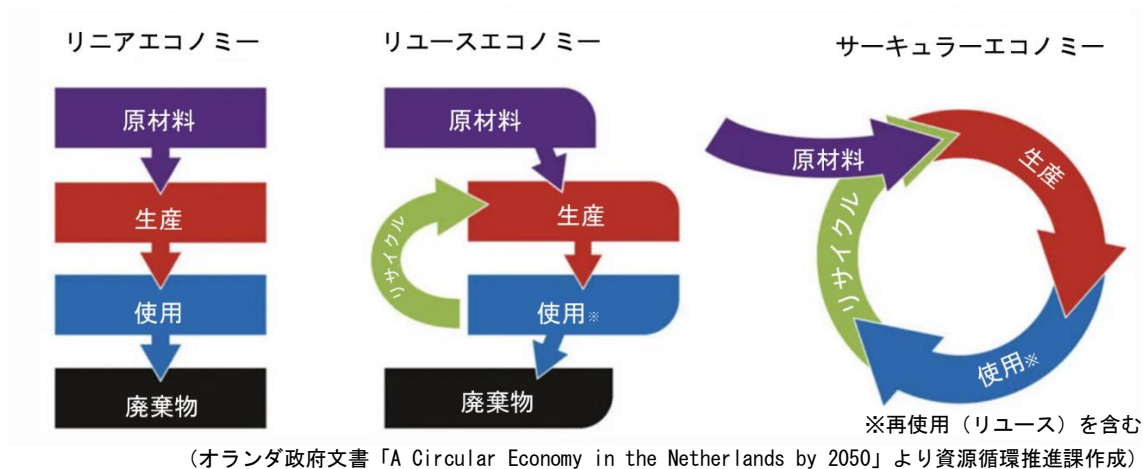 リニアエコノミー
原材料
生産
使用
廃棄物
リユースエコノミー
原材料
生産
リサイクル
使用※
廃棄物
サーキュラーエコノミー
原材料
生産
リサイクル
使用※
※再使用（リユース）を含む
（オランダ政府文書「A Circular Economy in the Netherlands by 2050」より資源循環推進課作成）